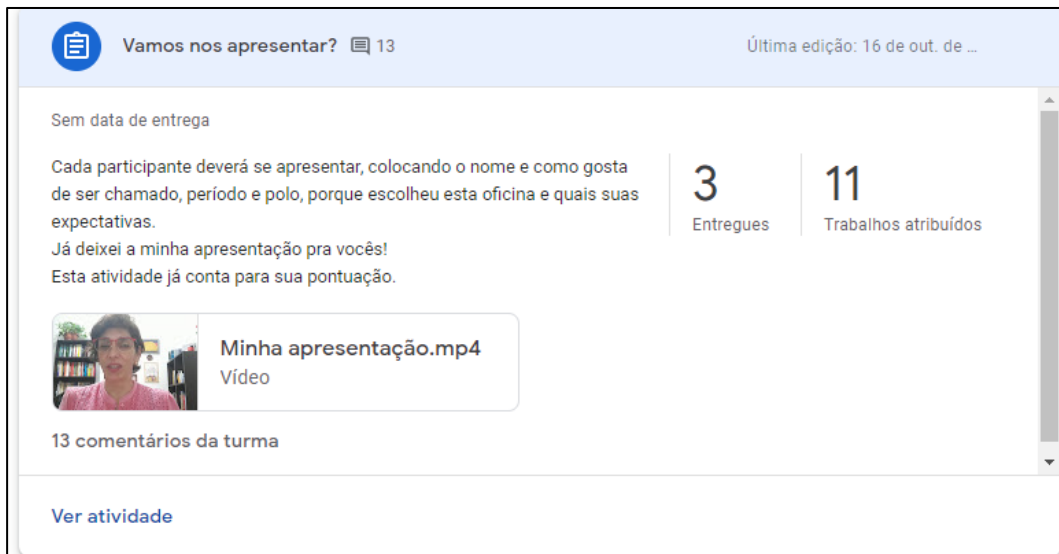 Vamos nos apresentar? 13
Última edição: 16 de out. de ...
Sem data de entrega
Cada participante deverá se apresentar, colocando o nome e como gosta
de ser chamado, período e polo, porque escolheu esta oficina e quais suas
expectativas.
Já deixei a minha apresentação pra vocês!
Esta atividade já conta para sua pontuação.
3
Entregues
11
Trabalhos atribuídos
Minha apresentação.mp4
Vídeo
13 comentários da turma
Ver atividade